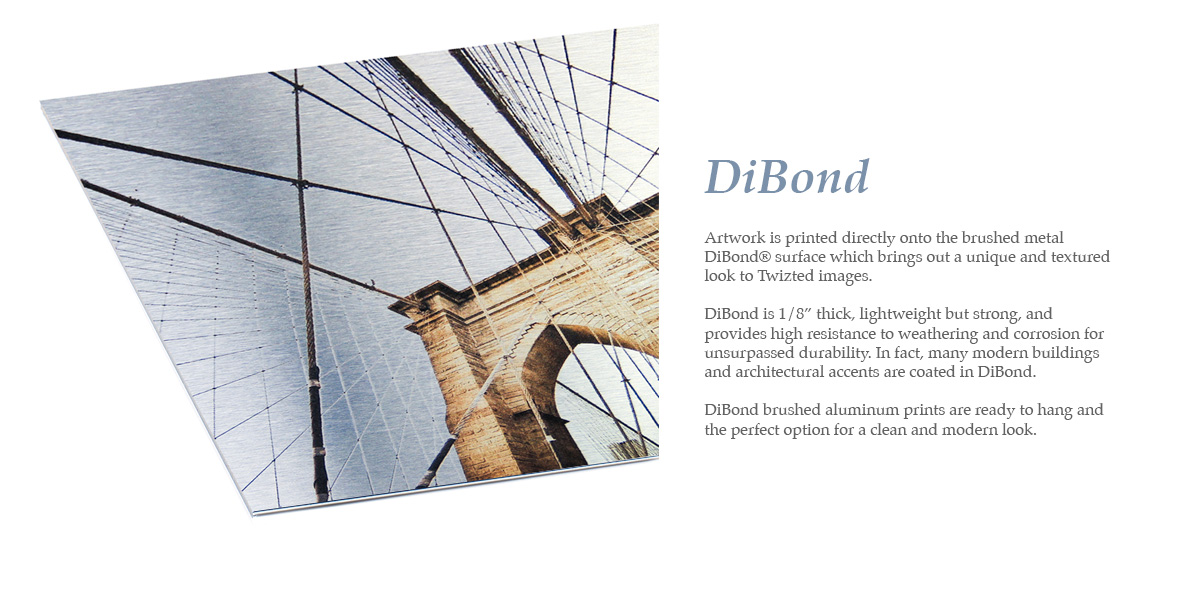 DiBond
Artwork is printed directly onto the brushed metal
DiBond® surface which brings out a unique and textured
look to Twizted images.
DiBond is 1/8” thick, lightweight but strong, and
provides high resistance to weathering and corrosion for
unsurpassed durability. In fact, many modern buildings
and architectural accents are coated in DiBond.
DiBond brushed aluminum prints are ready to hang and
the perfect option for a clean and modern look.